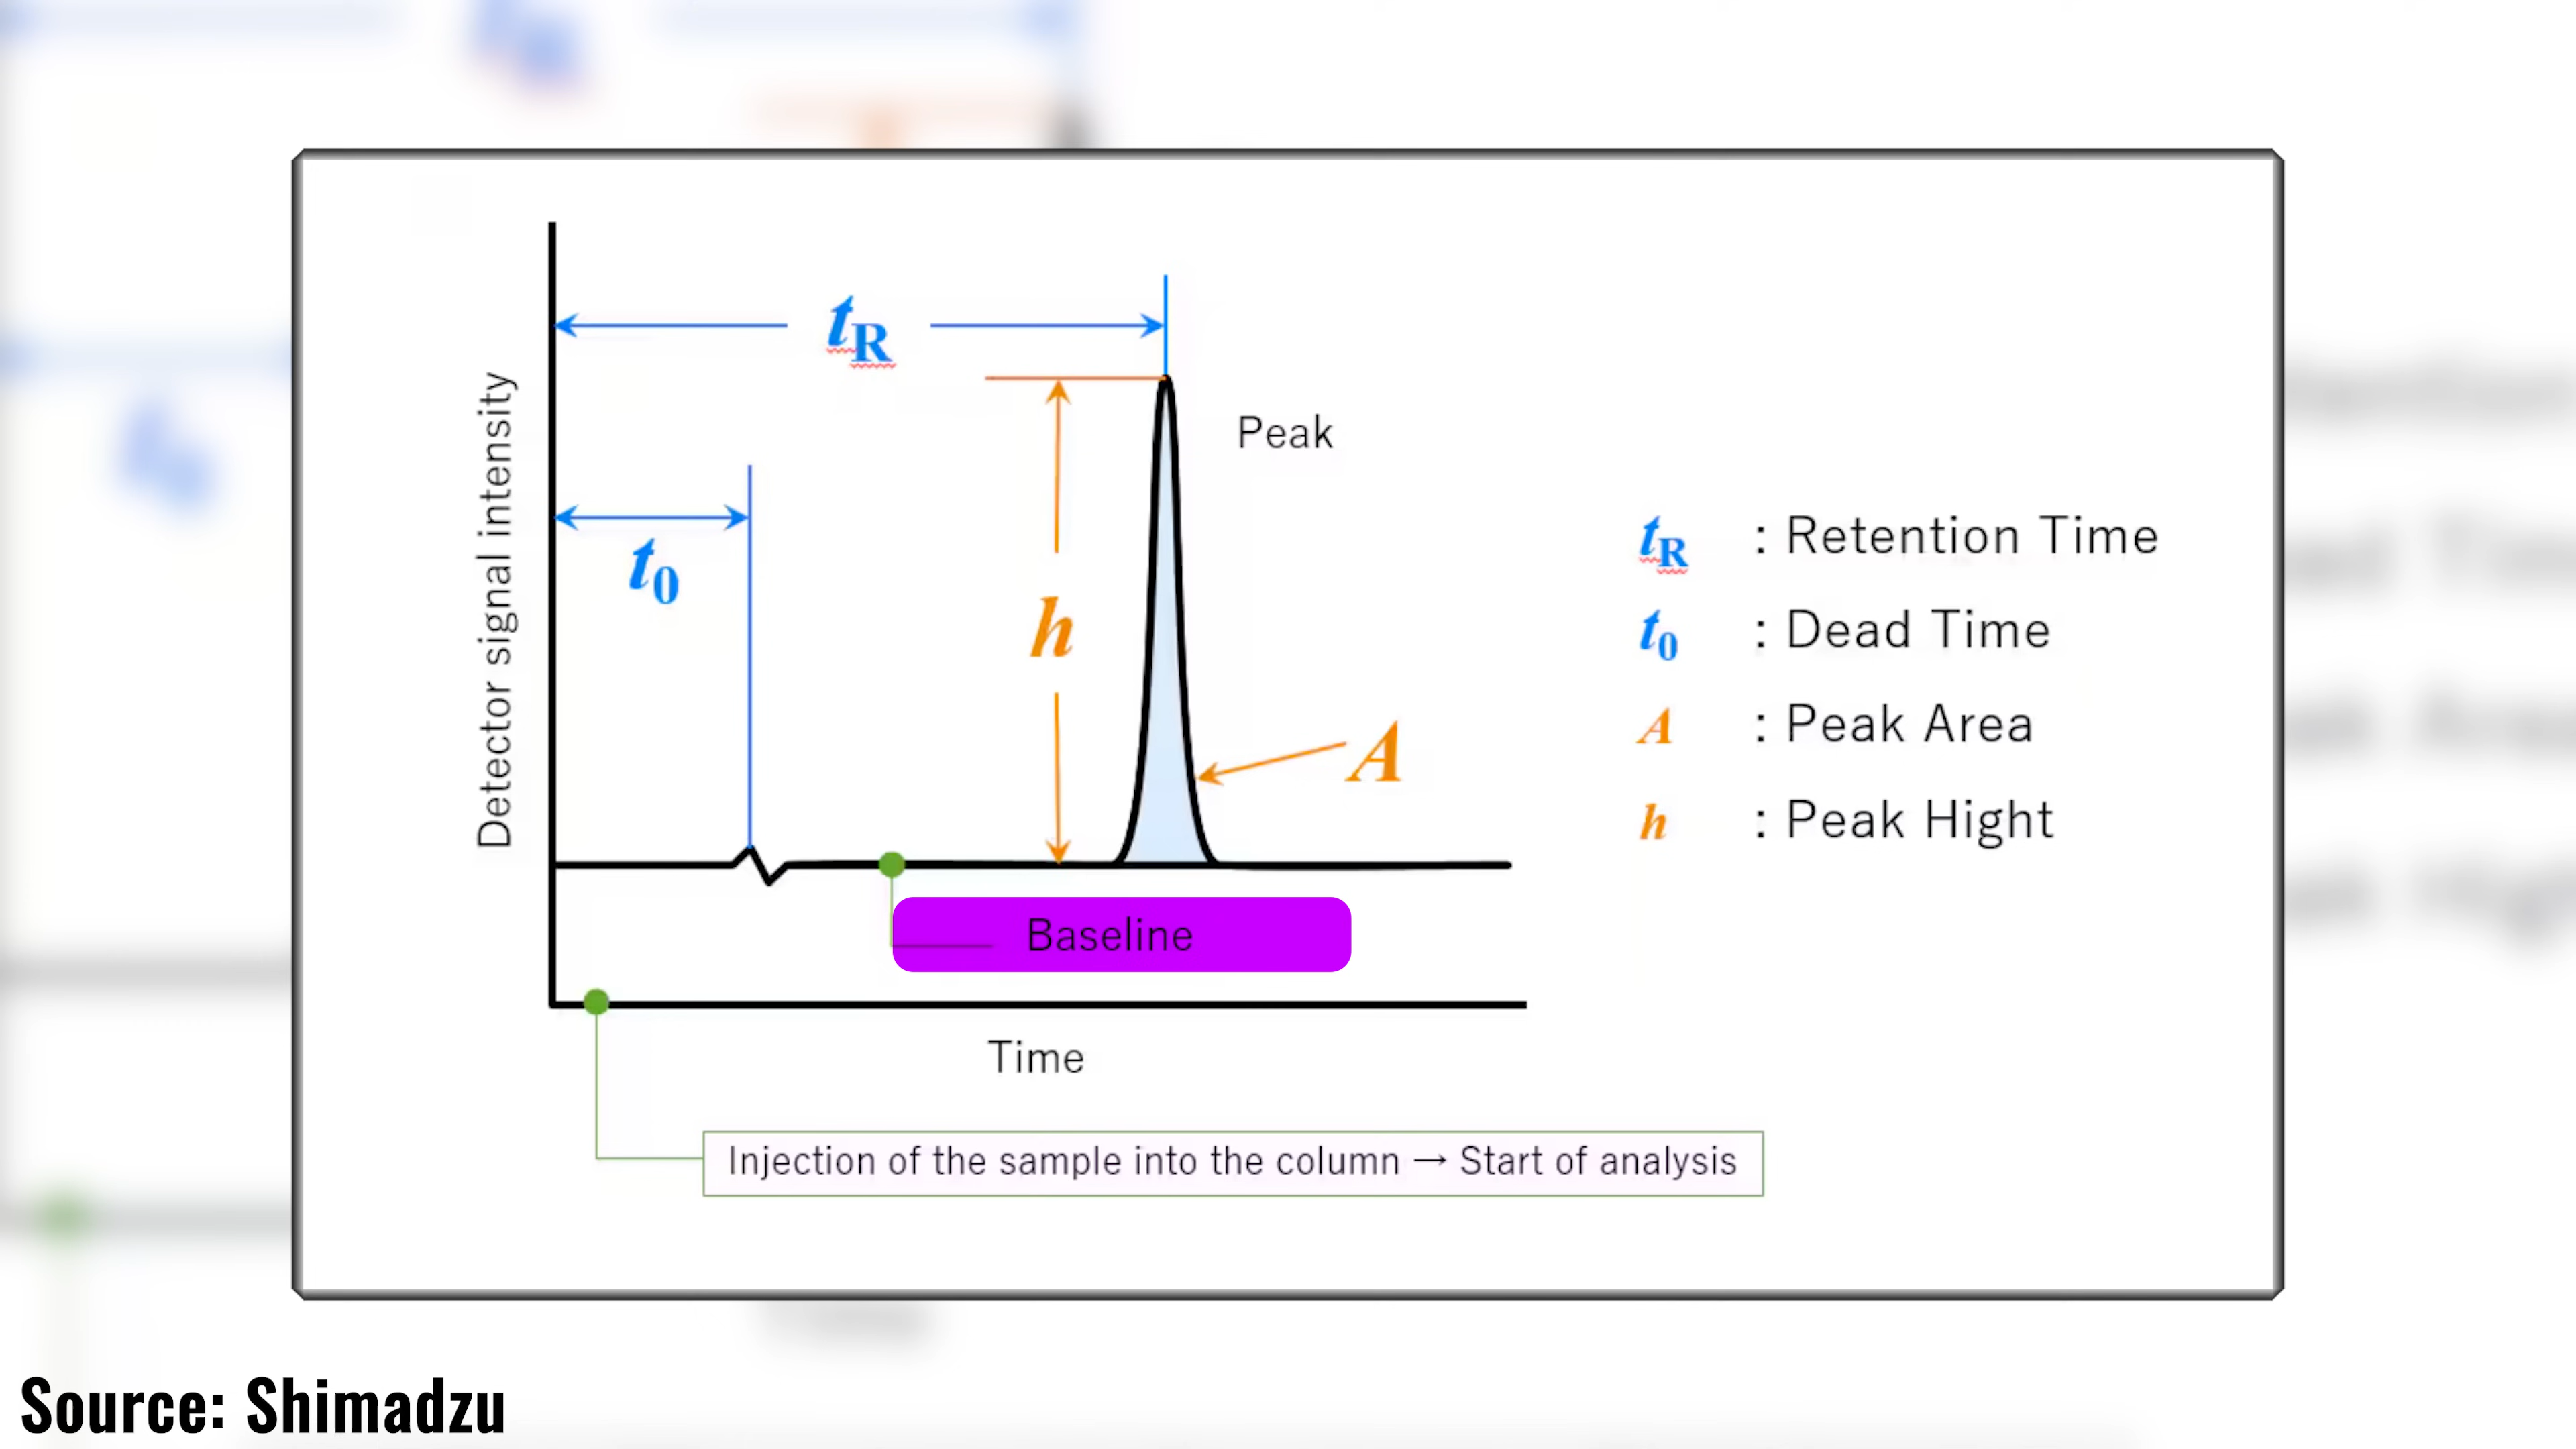 Detector signal intensity
tR
Peak
t0
h
A
Baseline
Time
Injection of the sample into the column → Start of analysis
tR : Retention Time
t0 : Dead Time
A : Peak Area
h : Peak Hight
Source: Shimadzu